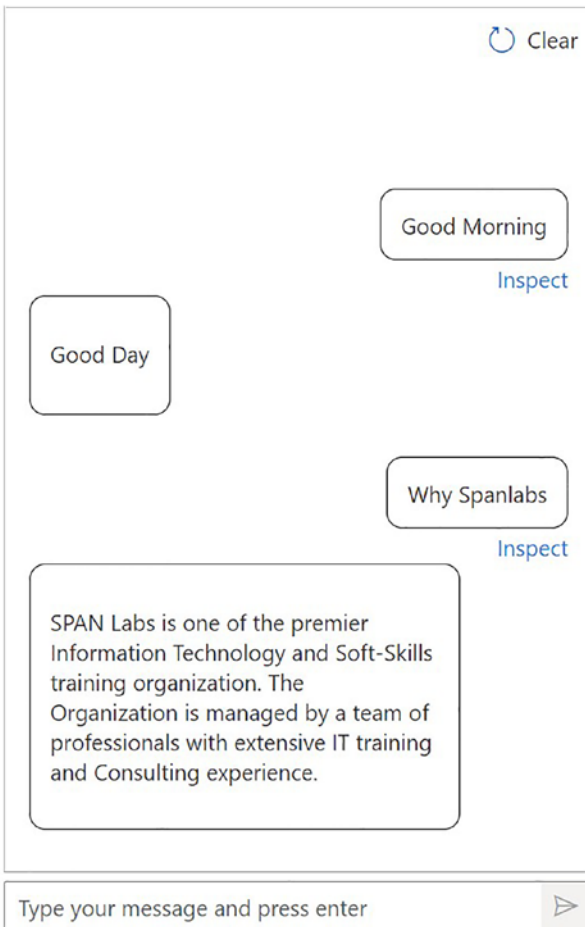 Clear
Good Morning
Inspect
Good Day
Why Spanlabs
Inspect
SPAN Labs is one of the premier
Information Technology and Soft-Skills
training organization. The
Organization is managed by a team of
professionals with extensive IT training
and Consulting experience.
Type your message and press enter